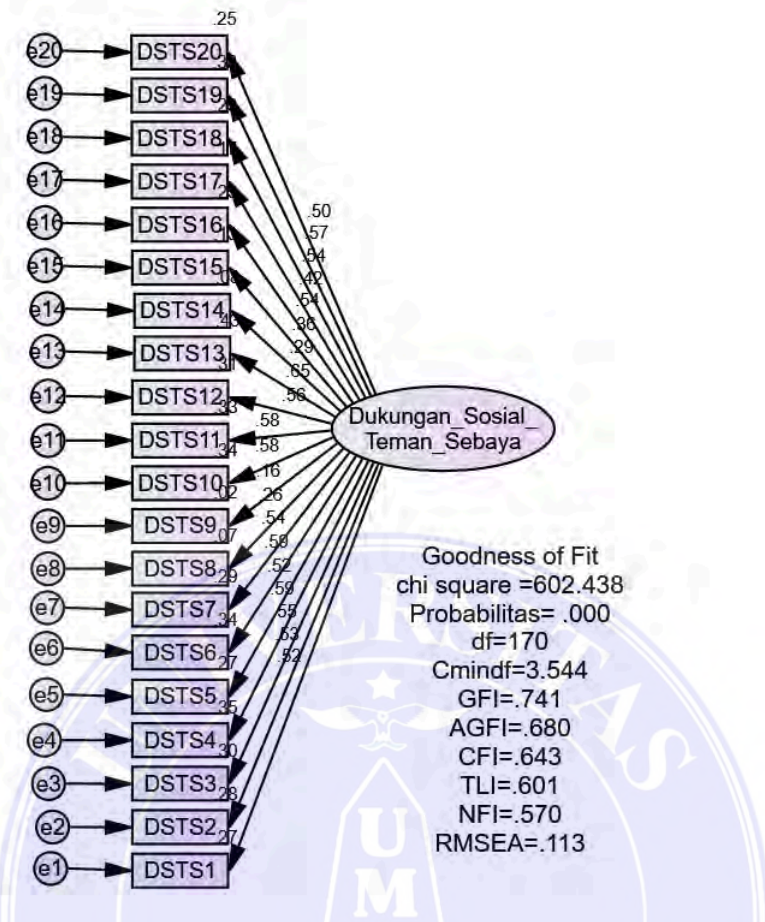 .25
e20 DSTS20
e19 DSTS19
e18 DSTS18
e17 DSTS17
e16 DSTS16
e15 DSTS15
e14 DSTS14
e13 DSTS13
e12 DSTS12
.33
e11 DSTS11
.34
e10 DSTS10
.02
e9 DSTS9
.07
e8 DSTS8
.29
e7 DSTS7
.34
e6 DSTS6
.27
e5 DSTS5
.35
e4 DSTS4
.30
e3 DSTS3
.28
e2 DSTS2
.27
e1 DSTS1
.50
.57
.54
.42
.54
.36
.29
.65
.56
.58
.58
.16
.26
.54
.59
.52
.59
.55
.53
.52
Dukungan_Sosial_
Teman_Sebaya
Goodness of Fit
chi square =602.438
Probabilitas= .000
df=170
Cmindf=3.544
GFI=.741
AGFI=.680
CFI=.643
TLI=.601
NFI=.570
RMSEA=.113
UNIVERSITAS
U
M